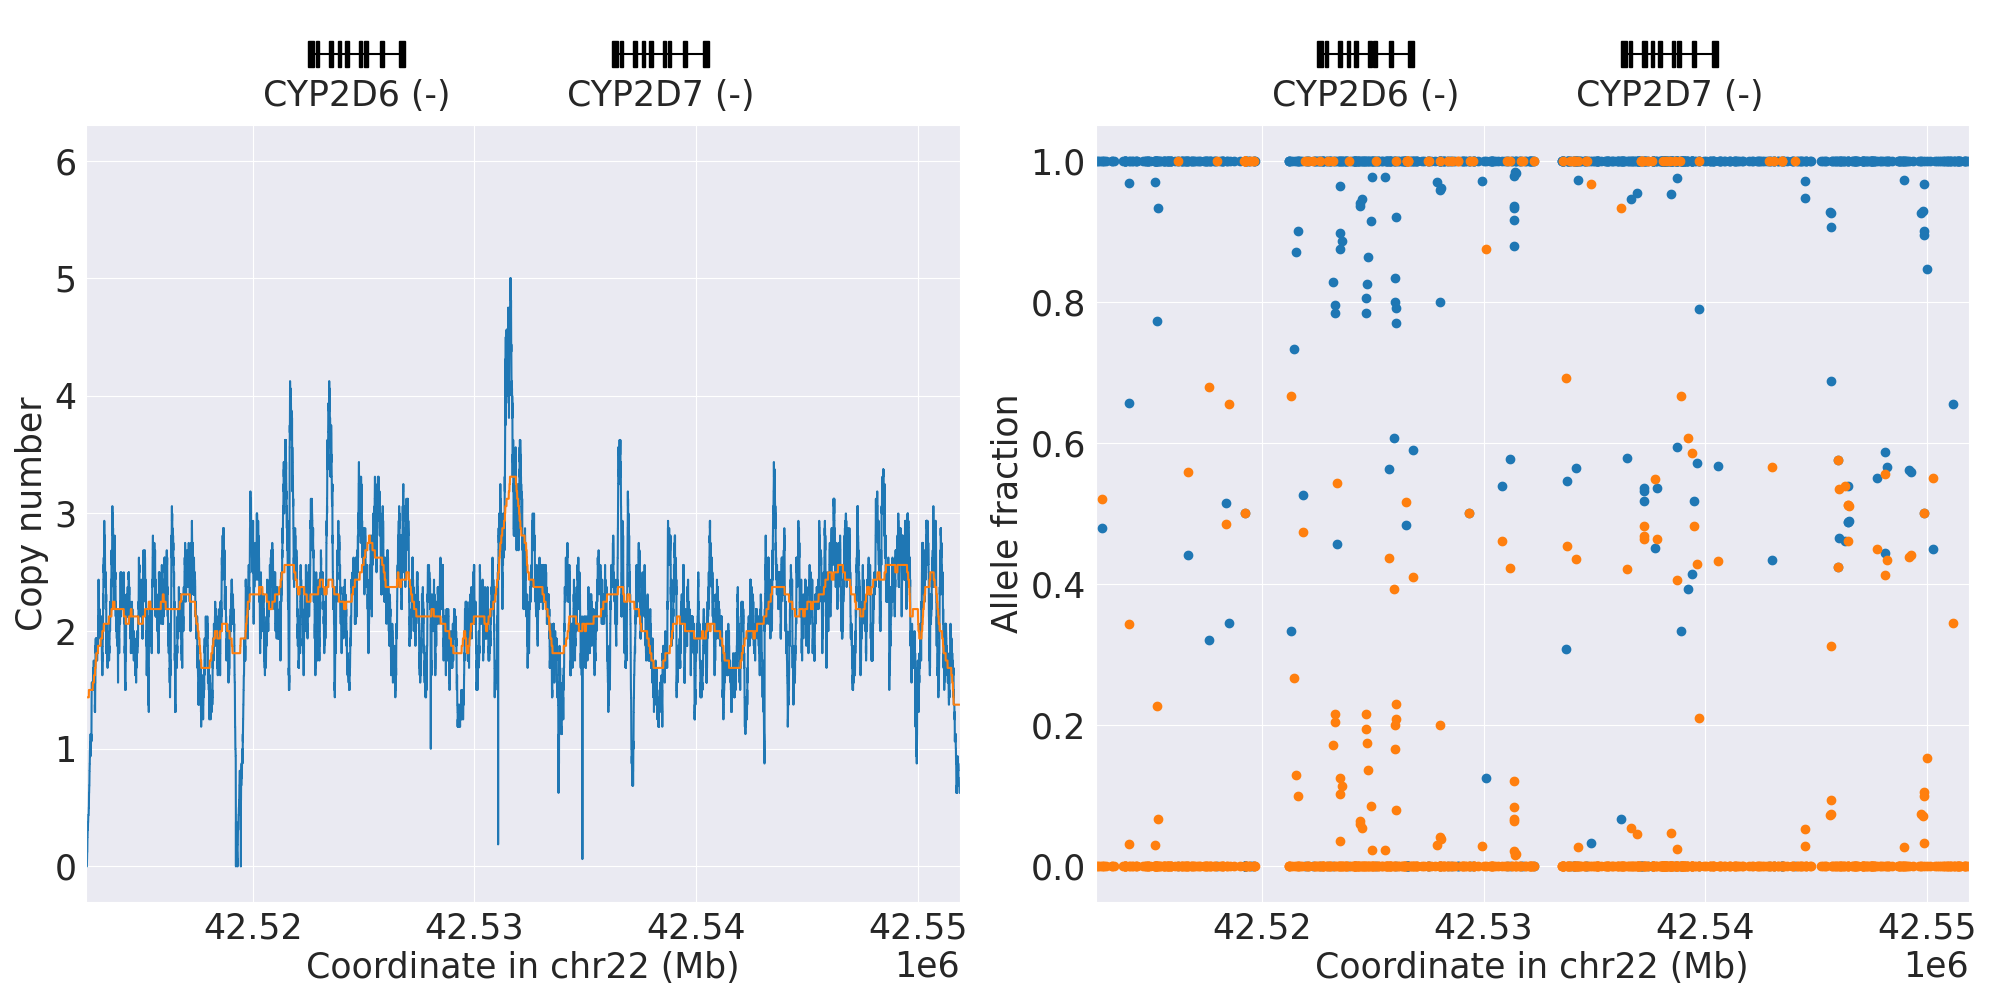 CYP2D6 (-) CYP2D7 (-)
6
5
4
3
2
1
0
Copy number
42.52 42.53 42.54 42.55
Coordinate in chr22 (Mb)
1e6
CYP2D6 (-) CYP2D7 (-)
1.0
0.8
0.6
0.4
0.2
0.0
Allele fraction
42.52 42.53 42.54 42.55
Coordinate in chr22 (Mb)
1e6